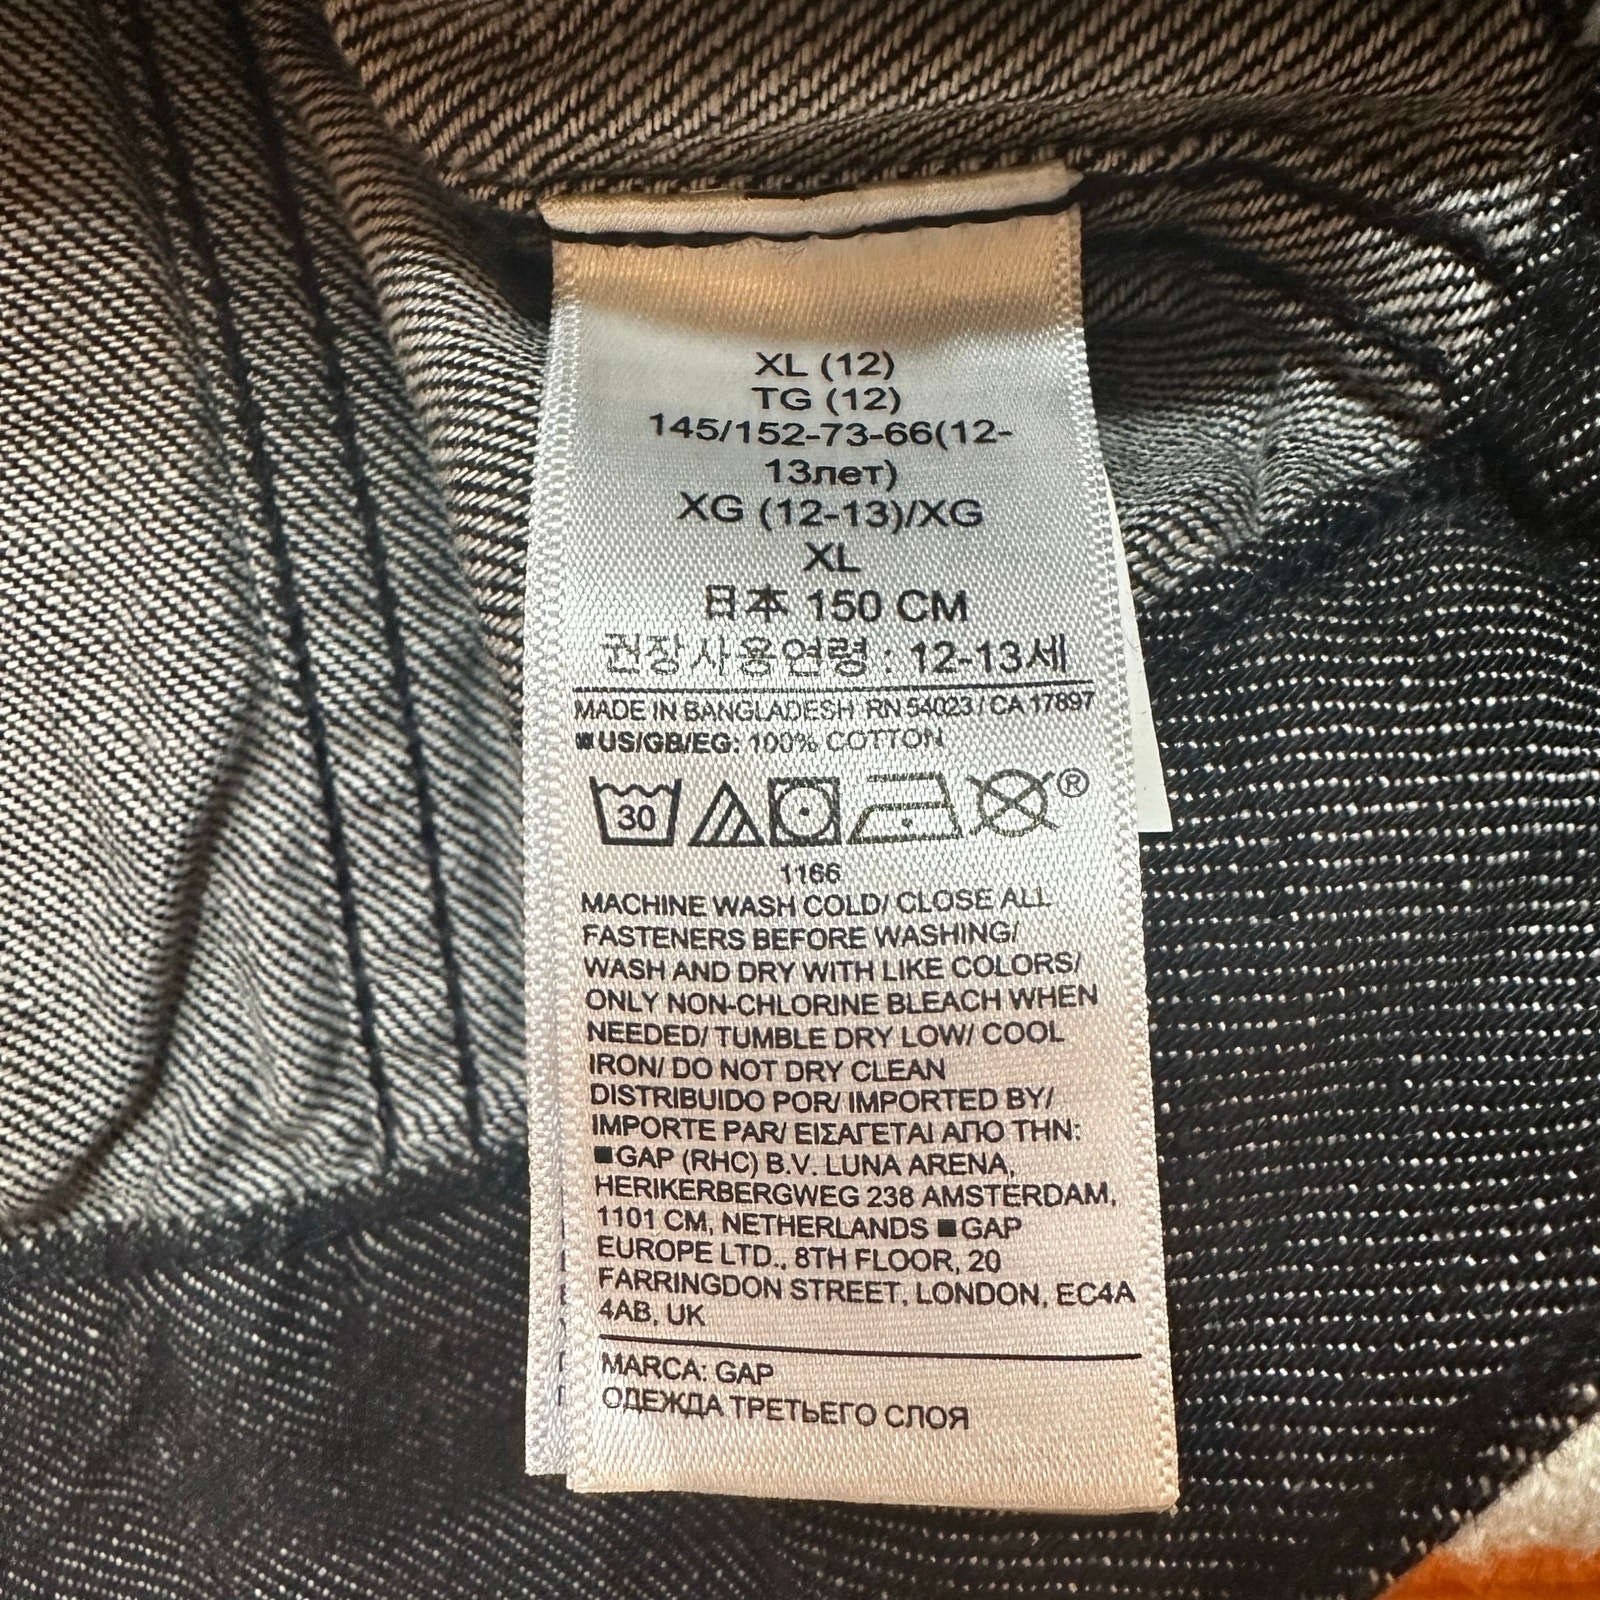 XL (12)
TG (12)
145/152-73-66(12-
13лет)
XG (12-13)/XG
XL
日本 150 CM
권장사용연령 : 12-13세
MADE IN BANGLADESH RN 54023 / CA 17897
■ US/GB/EG: 100% COTTON
30 ®
1166
MACHINE WASH COLD/ CLOSE ALL
FASTENERS BEFORE WASHING/
WASH AND DRY WITH LIKE COLORS/
ONLY NON-CHLORINE BLEACH WHEN
NEEDED/ TUMBLE DRY LOW/ COOL
IRON/ DO NOT DRY CLEAN
DISTRIBUIDO POR/ IMPORTED BY/
IMPORTE PAR/ ΕΙΣΑΓΕΤΑΙ ΑΠΟ ΤΗΝ:
■GAP (RHC) B.V. LUNA ARENA,
HERIKERBERGWEG 238 AMSTERDAM,
1101 CM, NETHERLANDS ■GAP
EUROPE LTD., 8TH FLOOR, 20
FARRINGDON STREET, LONDON, EC4A
4AB, UK
MARCA: GAP
ОДЕЖДА ТРЕТЬЕГО СЛОЯ